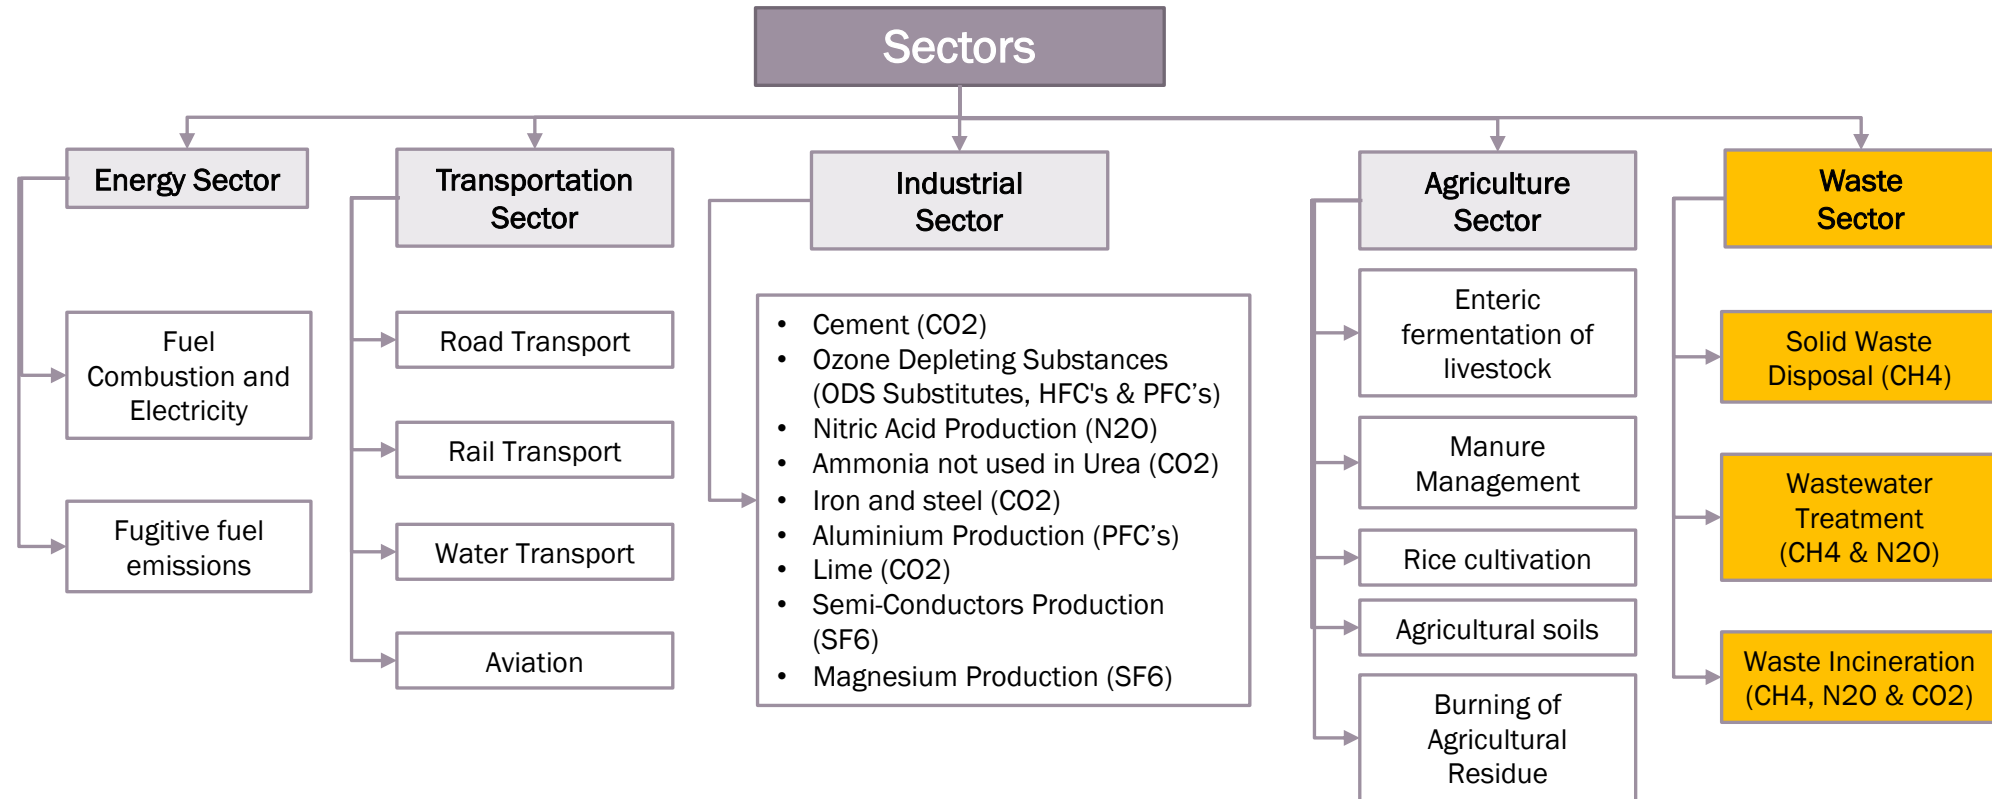 Sectors
Energy Sector
Fuel
Combustion and
Electricity
Fugitive fuel
emissions
Transportation
Sector
Road Transport
Rail Transport
Water Transport
Aviation
Industrial
Sector
• Cement (CO2)
• Ozone Depleting Substances
(ODS Substitutes, HFC's & PFC’s)
• Nitric Acid Production (N2O)
• Ammonia not used in Urea (CO2)
• Iron and steel (CO2)
• Aluminium Production (PFC’s)
• Lime (CO2)
• Semi-Conductors Production
(SF6)
• Magnesium Production (SF6)
Agriculture
Sector
Enteric
fermentation of
livestock
Manure
Management
Rice cultivation
Agricultural soils
Burning of
Agricultural
Residue
Waste
Sector
Solid Waste
Disposal (CH4)
Wastewater
Treatment
(CH4 & N2O)
Waste Incineration
(CH4, N2O & CO2)